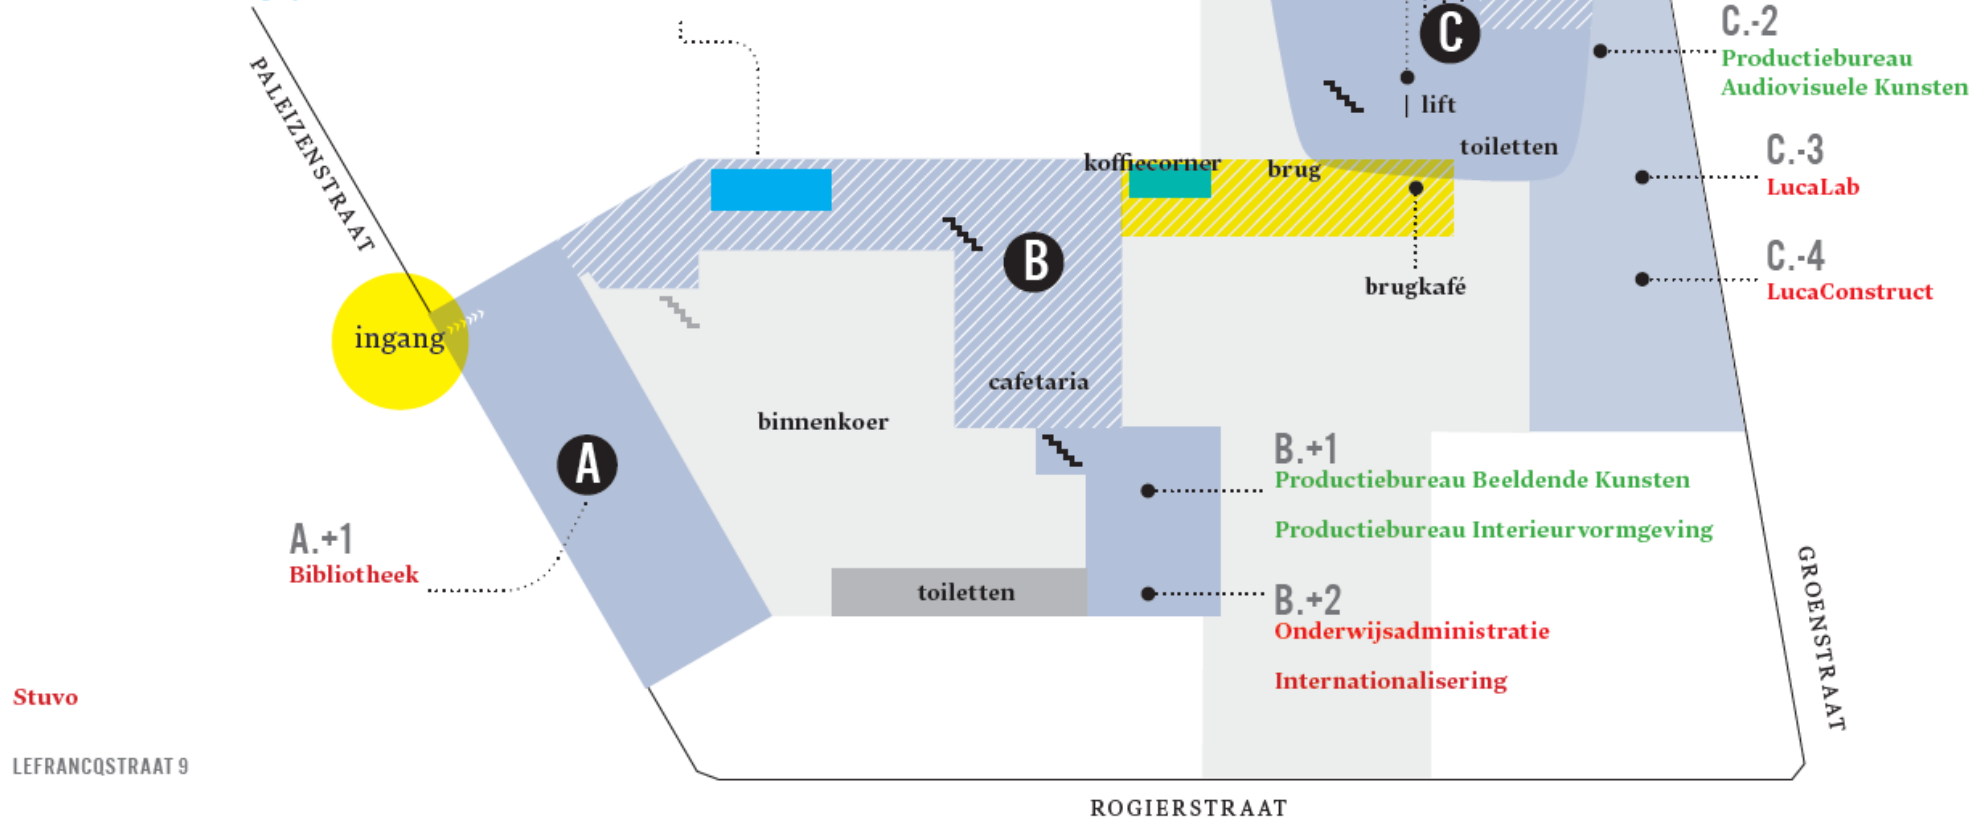 C
C.-2
Productiebureau
Audiovisuele Kunsten
PALEIZENSTRAAT
| lift
toiletten
C.-3
LucaLab
koffiecorner
brug
B
C.-4
LucaConstruct
brugkafé
ingang
cafetaria
binnenkoer
A
B.+1
Productiebureau Beeldende Kunsten
Productiebureau Interieurvormgeving
A.+1
Bibliotheek
toiletten
B.+2
Onderwijsadministratie
Internationalisering
GROENSTRAAT
Stuvo
LEFRANCQSTRAAT 9
ROGIERSTRAAT